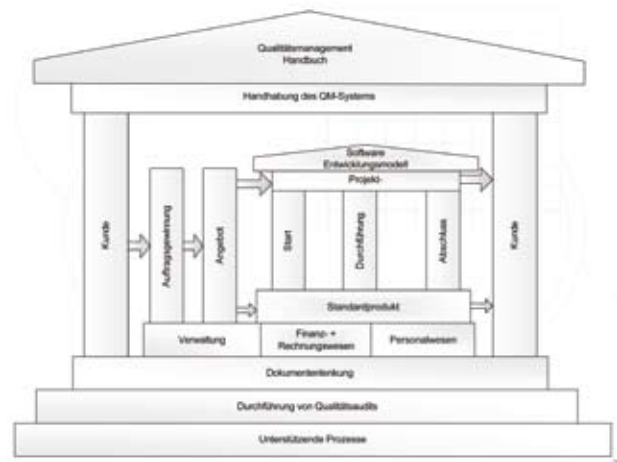 Qualitätsmanagement
Handbuch
Handhabung des QM-Systems
Kunde
Auftragsgewinnung
Angebot
Software
Entwicklungsmodell
Projekt-
Start
Durchführung
Abschluss
Kunde
Standardprodukt
Verwaltung
Finanz- +
Rechnungswesen
Personalwesen
Dokumentenlenkung
Durchführung von Qualitätsaudits
Unterstützende Prozesse